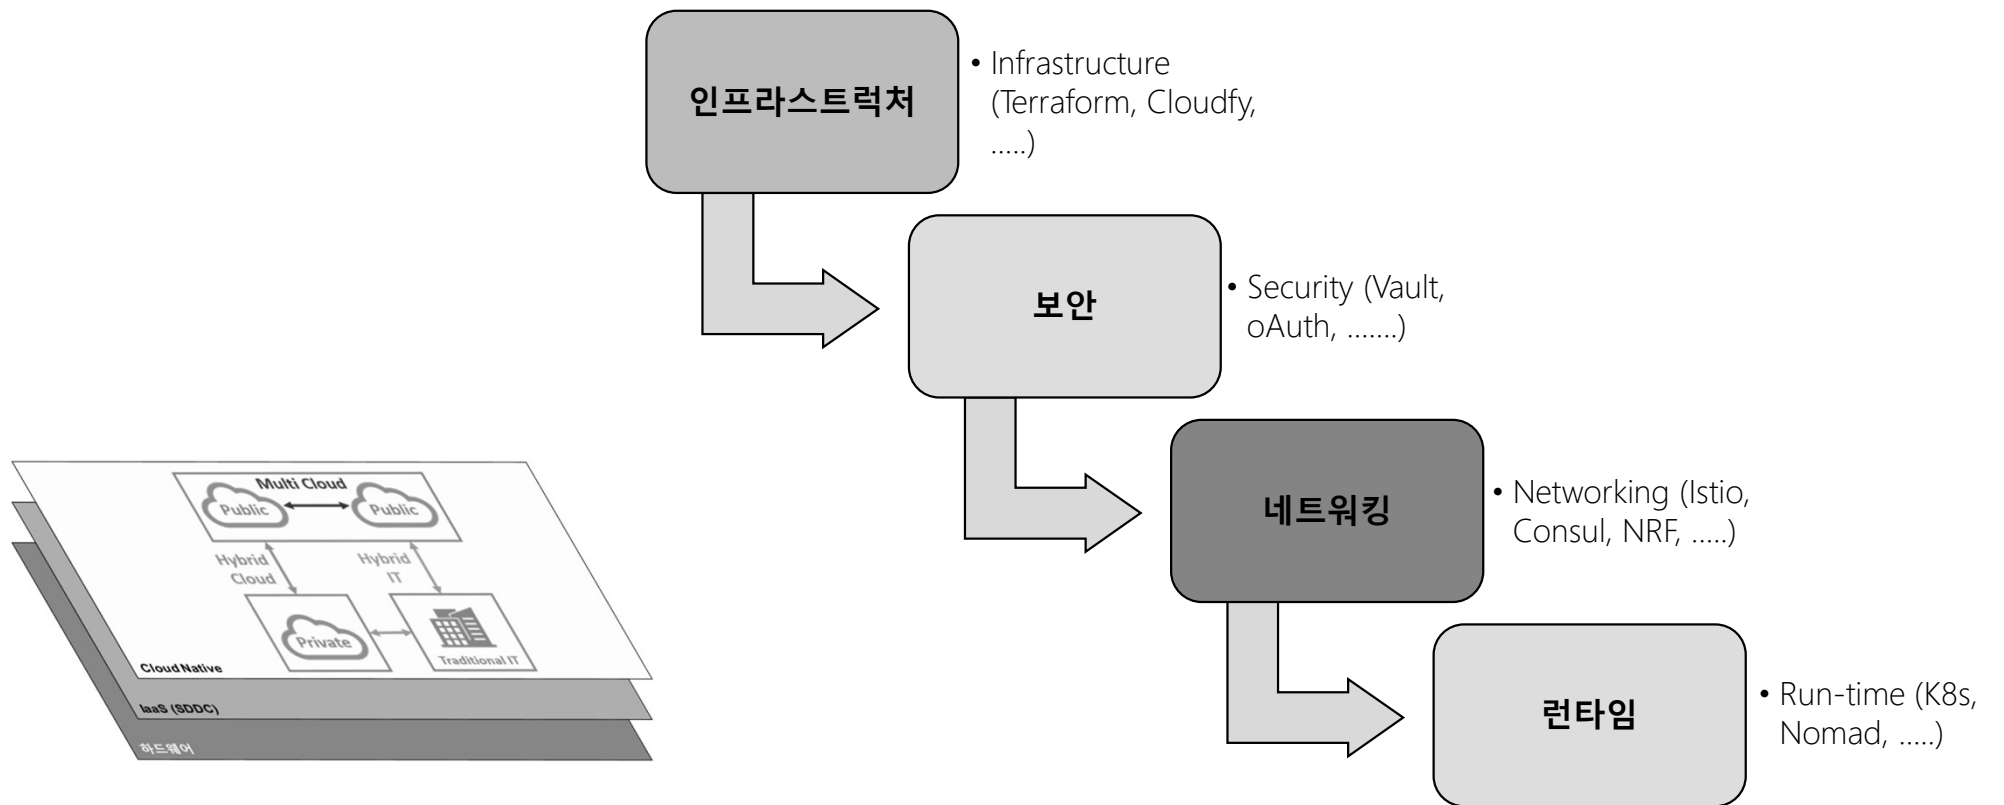 인프라스트럭처
• Infrastructure
(Terraform, Cloudfy,
.....)
보안
• Security (Vault,
oAuth, .......)
네트워킹
• Networking (Istio,
Consul, NRF, .....)
런타임
• Run-time (K8s,
Nomad, .....)
Multi Cloud
Public
Public
Hybrid
Cloud
Hybrid
IT
Private
Traditional IT
Cloud Native
IaaS (SDDC)
하드웨어